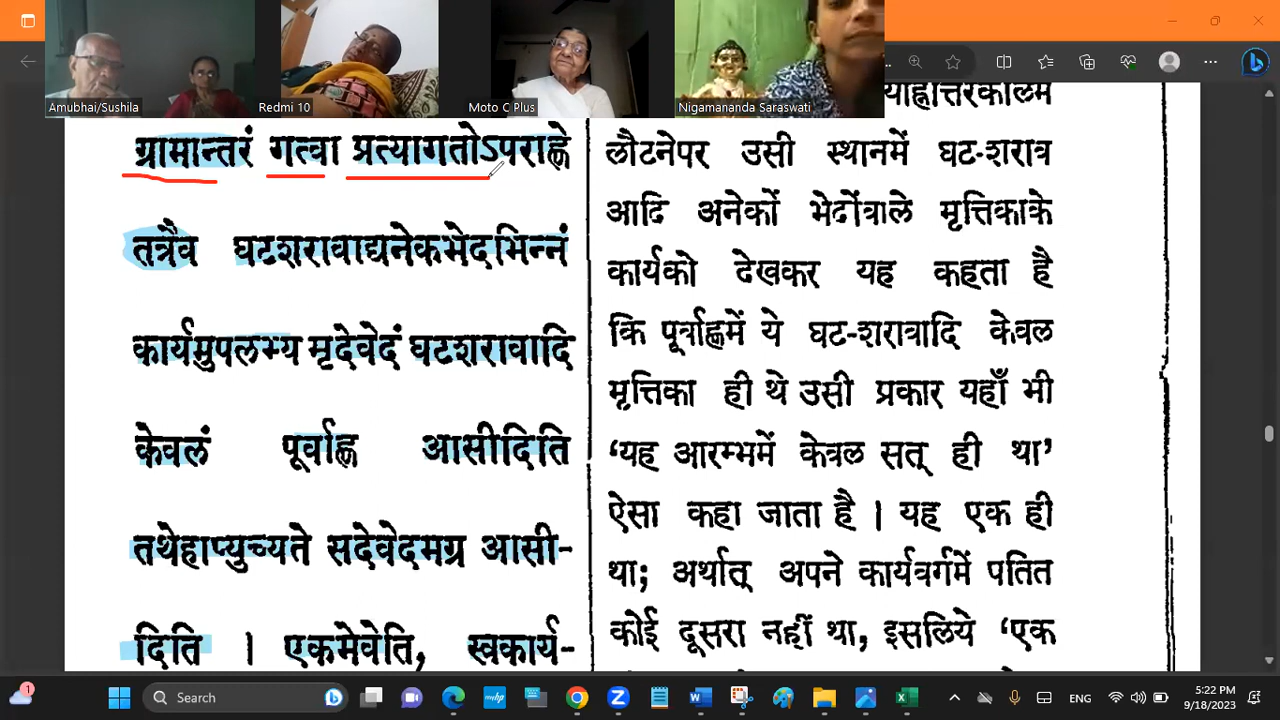 Amubhai/Sushila
Redmi 10
Moto C Plus
Nigamananda Saraswati
ग्रामान्तरं गत्वा प्रत्यागतोऽपराह्णे
तत्रैव घटशरावाद्यनेकभेदभिन्नं
कार्यमुपलभ्य मृदेवेदं घटशरावादि
केवलं पूर्वाह्ण आसीदिति
तथेहाप्युच्यते सदेवेदमग्र आसी-
दिति । एकमेवेति, स्वकार्य-
लौटनेपर उसी स्थानमें घट-शराव
आदि अनेकों भेदोंवाले मृत्तिकाके
कार्यको देखकर यह कहता है
कि पूर्वाह्णमें ये घट-शरावादि केवल
मृत्तिका ही थे उसी प्रकार यहाँ भी
‘यह आरम्भमें केवल सत् ही था’
ऐसा कहा जाता है । यह एक ही
था; अर्थात् अपने कार्यवर्गमें पतित
कोई दूसरा नहीं था, इसलिये ‘एक
Search
ENG
5:22 PM
9/18/2023
1